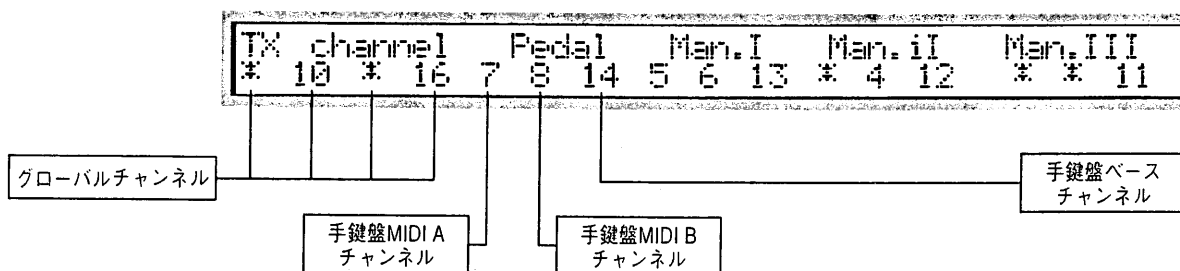 TX channel Pedal Man.I Man.iI Man.III
* 10 * 16 7 8 14 5 6 13 * 4 12 * * 11
グローバルチャンネル
手鍵盤MIDI A
チャンネル
手鍵盤MIDI B
チャンネル
手鍵盤ベース
チャンネル